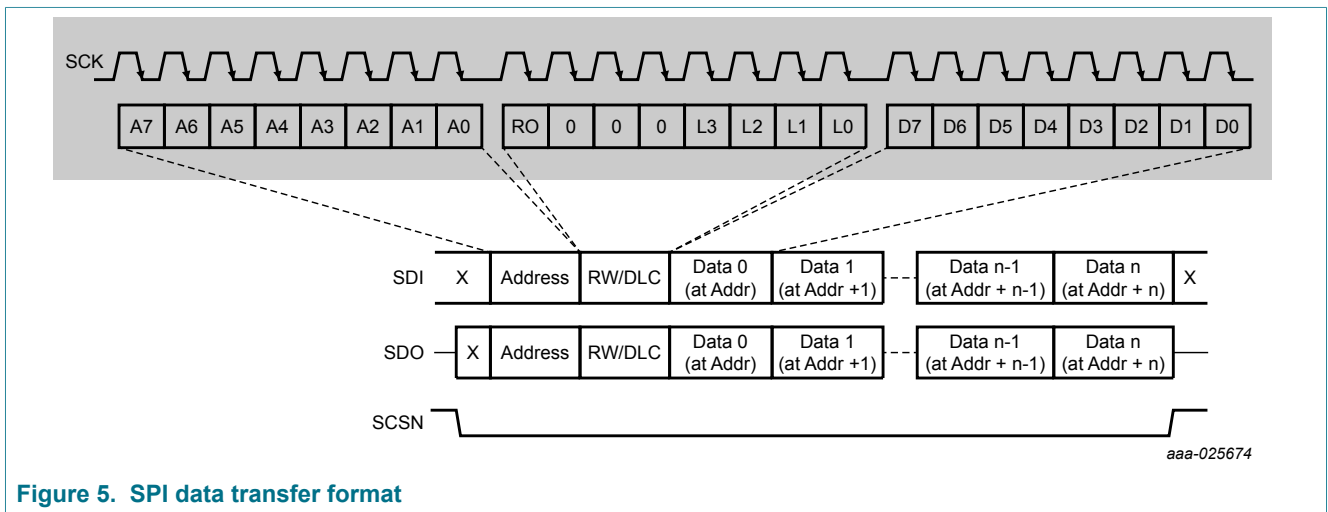 SCK
A7 A6 A5 A4 A3 A2 A1 A0 RO 0 0 0 L3 L2 L1 L0 D7 D6 D5 D4 D3 D2 D1 D0
SDI X Address RW/DLC Data 0 (at Addr) Data 1 (at Addr +1) Data n-1 (at Addr + n-1) Data n (at Addr + n) X
SDO X Address RW/DLC Data 0 (at Addr) Data 1 (at Addr +1) Data n-1 (at Addr + n-1) Data n (at Addr + n)
SCSN
aaa-025674
Figure 5. SPI data transfer format